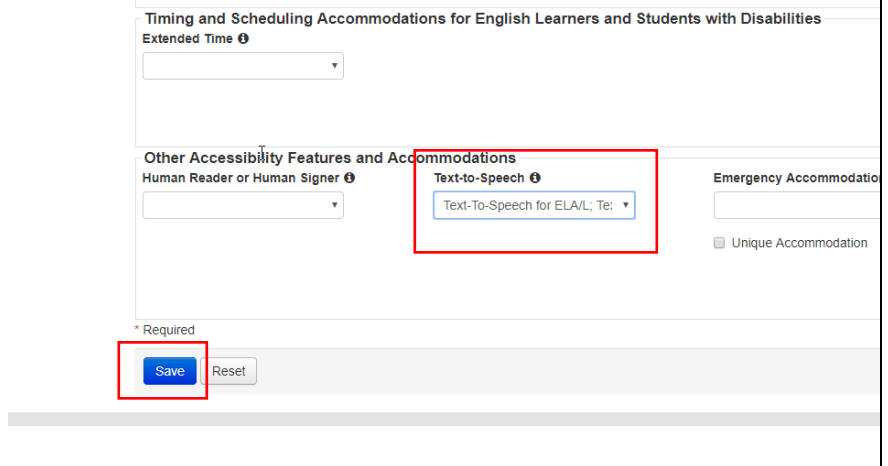 Timing and Scheduling Accommodations for English Learners and Students with Disabilities
Extended Time
Other Accessibility Features and Accommodations
Human Reader or Human Signer
Text-to-Speech
Emergency Accommodation
Text-To-Speech for ELA/L; Te
Unique Accommodation
* Required
Save
Reset